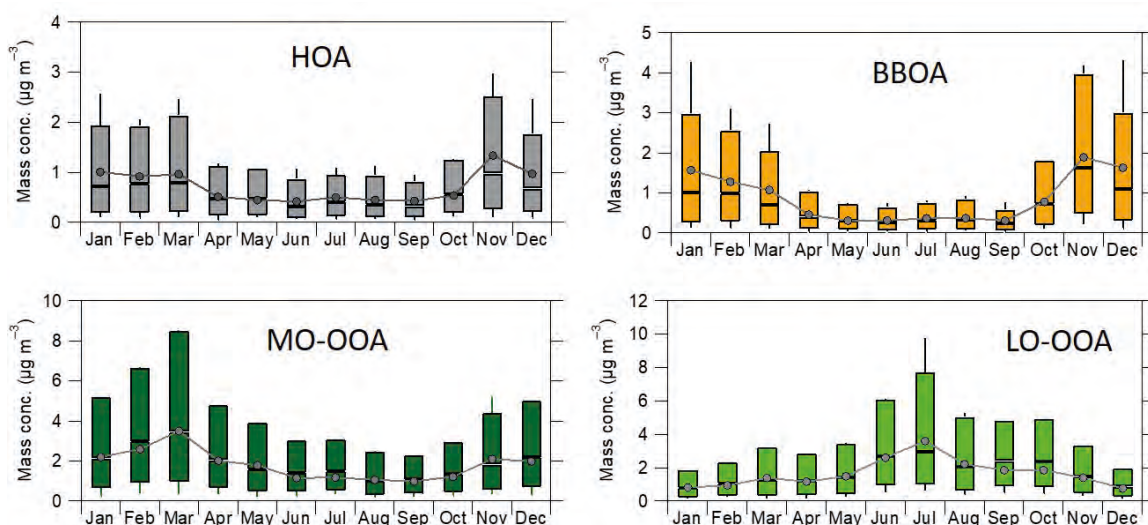 HOA
Mass conc. (µg m⁻³)
4
3
2
1
0
Jan Feb Mar Apr May Jun Jul Aug Sep Oct Nov Dec
BBOA
Mass conc. (µg m⁻³)
5
4
3
2
1
0
Jan Feb Mar Apr May Jun Jul Aug Sep Oct Nov Dec
MO-OOA
Mass conc. (µg m⁻³)
10
8
6
4
2
0
Jan Feb Mar Apr May Jun Jul Aug Sep Oct Nov Dec
LO-OOA
Mass conc. (µg m⁻³)
12
10
8
6
4
2
0
Jan Feb Mar Apr May Jun Jul Aug Sep Oct Nov Dec